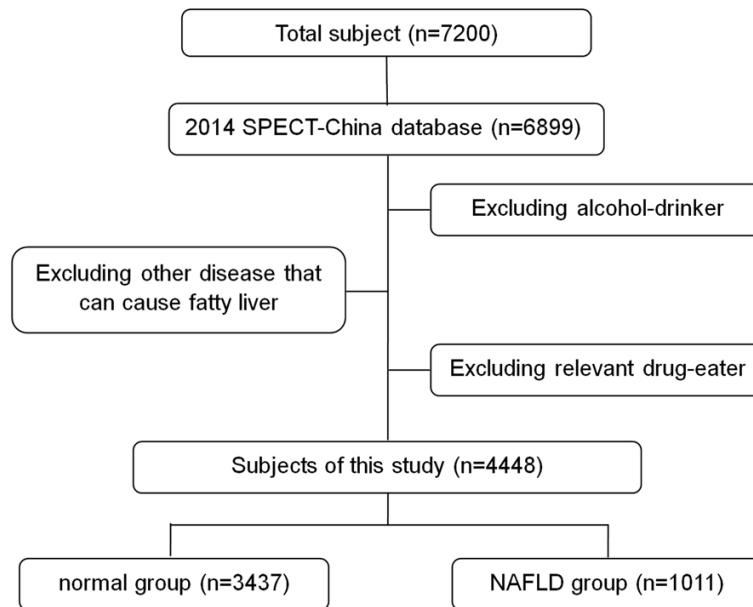 Total subject (n=7200)
2014 SPECT-China database (n=6899)
Excluding alcohol-drinker
Excluding other disease that
can cause fatty liver
Excluding relevant drug-eater
Subjects of this study (n=4448)
normal group (n=3437)
NAFLD group (n=1011)